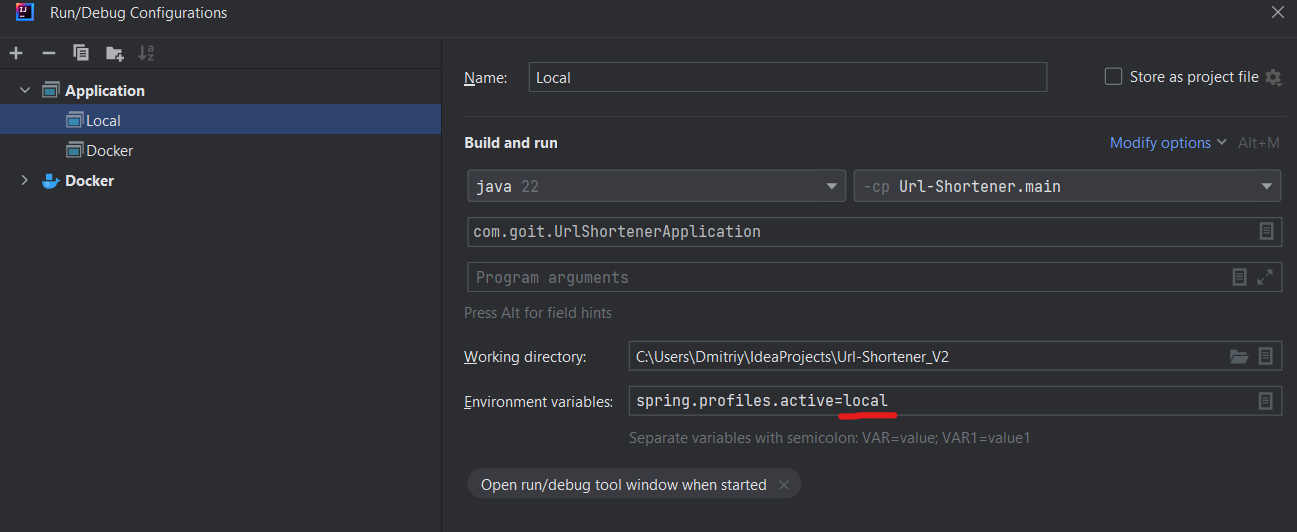 Run/Debug Configurations
Application
Local
Docker
Docker
Name: Local Store as project file
Build and run Modify options Alt+M
java 22 -cp Url-Shortener.main
com.goit.UrlShortenerApplication
Program arguments
Press Alt for field hints
Working directory: C:\Users\Dmitriy\IdeaProjects\Url-Shortener_V2
Environment variables: spring.profiles.active=local
Separate variables with semicolon: VAR=value; VAR1=value1
Open run/debug tool window when started